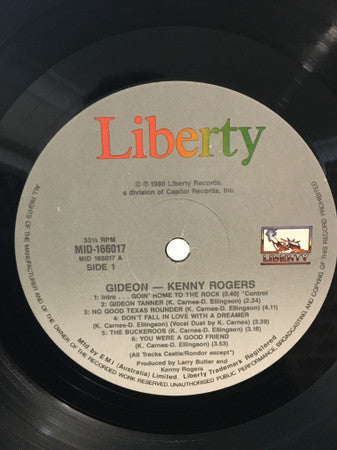 Liberty
© ℗ 1980 Liberty Records,
a division of Capitol Records, Inc.
33⅓ RPM
MID-166017
MID 166017 A
SIDE 1
LIBERTY
GIDEON — KENNY ROGERS
1: Intro . . . GOIN' HOME TO THE ROCK (0.40) *Control
2: GIDEON TANNER (K. Carnes-D. Ellingson) (2.34)
3: NO GOOD TEXAS ROUNDER (K. Carnes-D. Ellingson) (4.11)
4: DON'T FALL IN LOVE WITH A DREAMER
(K. Carnes-D. Ellingson) (Vocal Duet by K. Carnes) (3.39)
5: THE BUCKEROOS (K. Carnes-D. Ellingson) (3.18)
6: YOU WERE A GOOD FRIEND
(K. Carnes-D. Ellingson) (3.53)
(All Tracks Castle/Rondor except*)
Produced by Larry Butler and
Kenny Rogers
Mfd by E M I (Australia) Limited. Liberty Trademark Registered
ALL RIGHTS OF THE MANUFACTURER AND OF THE OWNER OF THE RECORDED WORK RESERVED. UNAUTHORISED PUBLIC PERFORMANCE, BROADCASTING AND COPYING OF THIS RECORD PROHIBITED